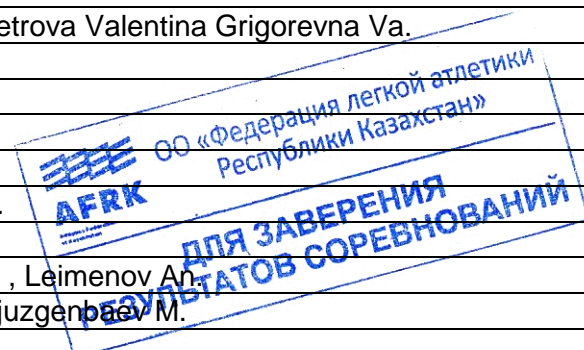 etrova Valentina Grigorevna Va.
ОО «Федерация легкой атлетики
Республики Казахстан»
AFRK
ДЛЯ ЗАВЕРЕНИЯ
РЕЗУЛЬТАТОВ СОРЕВНОВАНИЙ
.
, Leimenov An.
juzgenbaev M.